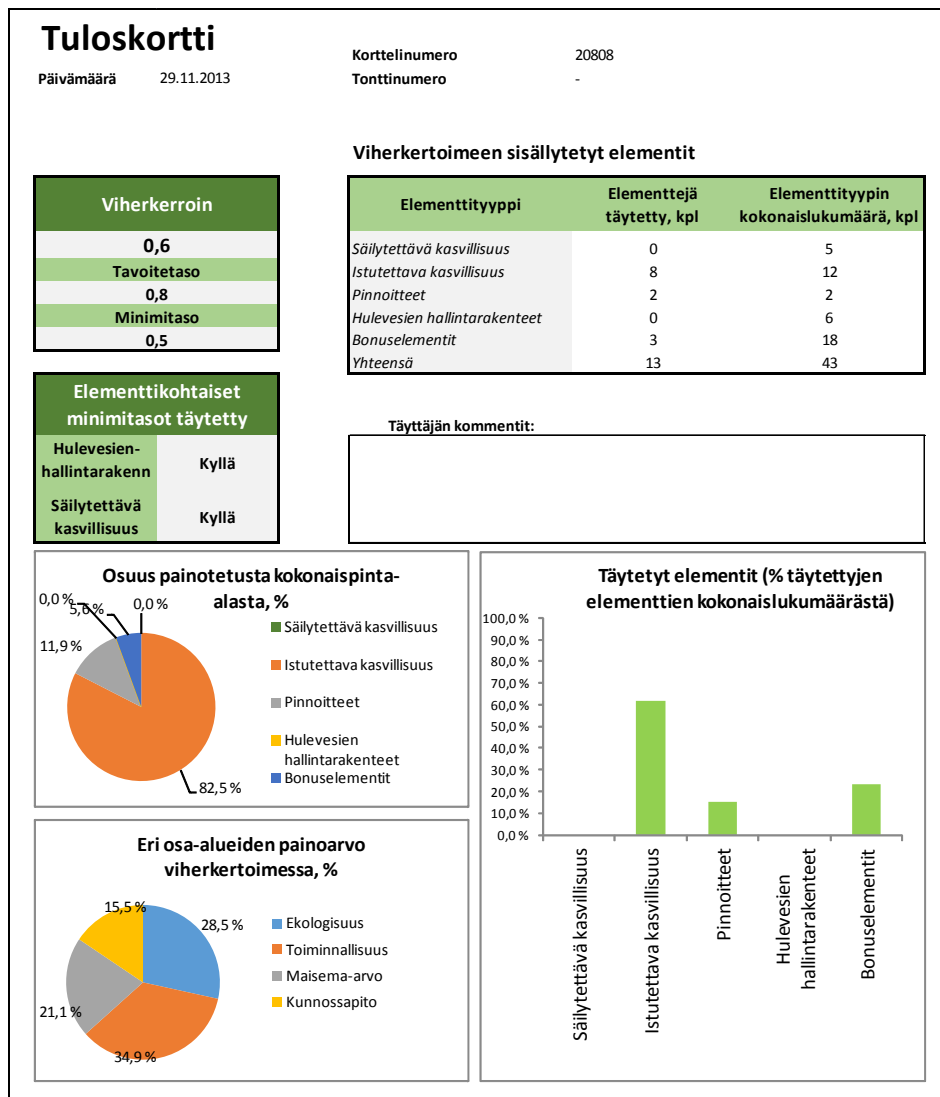 Tuloskortti
Korttelinumero 20808
Päivämäärä 29.11.2013 Tonttinumero -
Viherkertoimeen sisällytetyt elementit
Viherkerroin
0,6
Tavoitetaso
0,8
Minimitaso
0,5
Elementtityyppi Elementtejä täytetty, kpl Elementtityypin kokonaislukumäärä, kpl
Säilytettävä kasvillisuus 0 5
Istutettava kasvillisuus 8 12
Pinnoitteet 2 2
Hulevesien hallintarakenteet 0 6
Bonuselementit 3 18
Yhteensä 13 43
Elementtikohtaiset
minimitasot täytetty
Hulevesien-
hallintarakenn Kyllä
Säilytettävä
kasvillisuus Kyllä
Täyttäjän kommentit:
Osuus painotetusta kokonaispinta-
alasta, %
0,0 %
5,6 %
0,0 %
11,9 %
82,5 %
Säilytettävä kasvillisuus
Istutettava kasvillisuus
Pinnoitteet
Hulevesien
hallintarakenteet
Bonuselementit
Eri osa-alueiden painoarvo
viherkertoimessa, %
15,5 %
28,5 %
21,1 %
34,9 %
Ekologisuus
Toiminnallisuus
Maisema-arvo
Kunnossapito
Täytetyt elementit (% täytettyjen
elementtien kokonaislukumäärästä)
100,0 %
90,0 %
80,0 %
70,0 %
60,0 %
50,0 %
40,0 %
30,0 %
20,0 %
10,0 %
0,0 %
Säilytettävä kasvillisuus
Istutettava kasvillisuus
Pinnoitteet
Hulevesien
hallintarakenteet
Bonuselementit